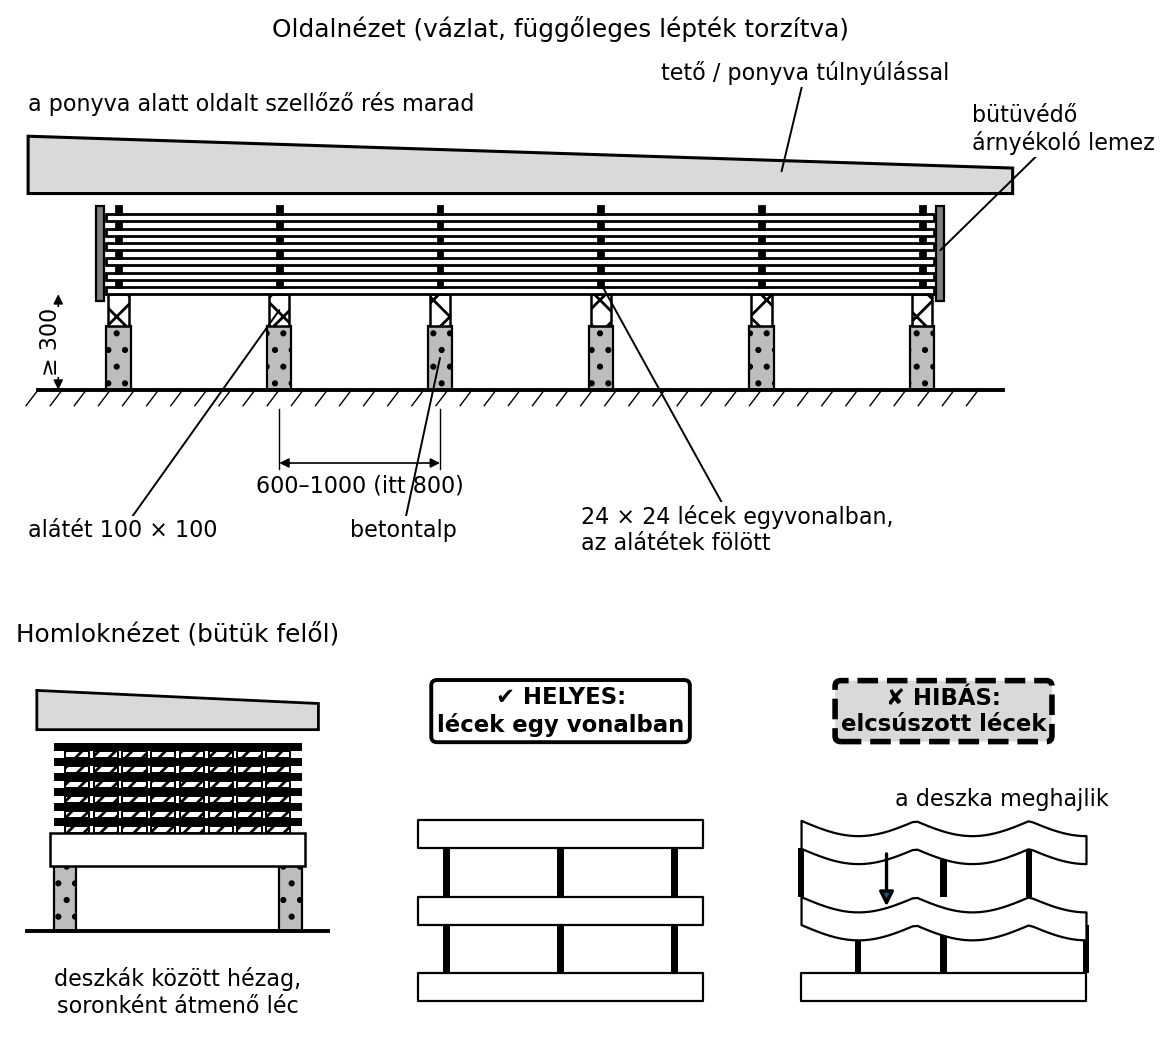 Oldalnézet (vázlat, függőleges lépték torzítva)
tető / ponyva túlnyúlással
a ponyva alatt oldalt szellőző rés marad
bütüvédő
árnyékoló lemez
≥ 300
600–1000 (itt 800)
alátét 100 × 100
betontalp
24 × 24 lécek egyvonalban,
az alátétek fölött
Homloknézet (bütük felől)
✔ HELYES:
lécek egy vonalban
✘ HIBÁS:
elcsúszott lécek
a deszka meghajlik
deszkák között hézag,
soronként átmenő léc